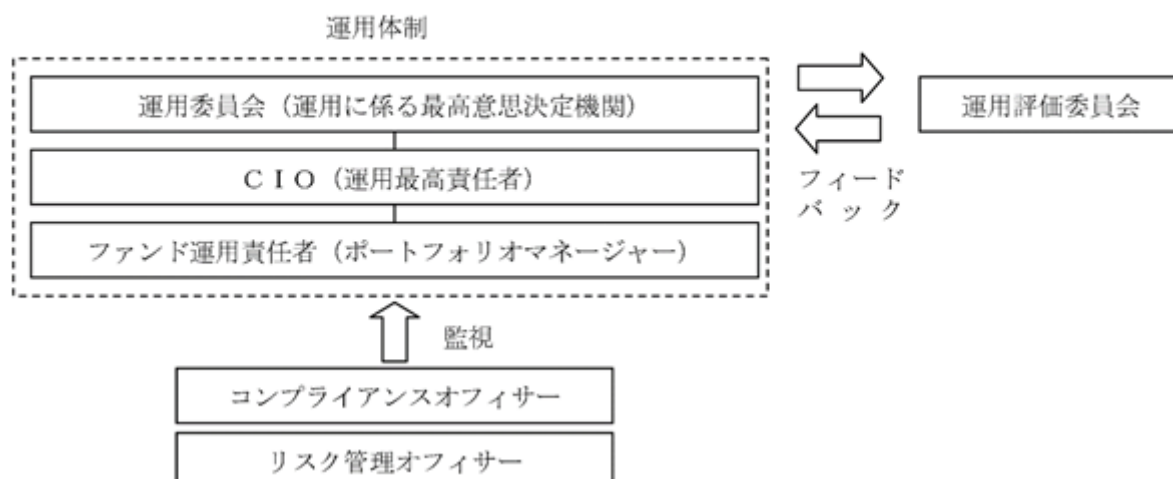 運用体制
運用委員会（運用に係る最高意思決定機関）
運用評価委員会
ＣＩＯ（運用最高責任者）
フィード
バック
ファンド運用責任者（ポートフォリオマネージャー）
監視
コンプライアンスオフィサー
リスク管理オフィサー